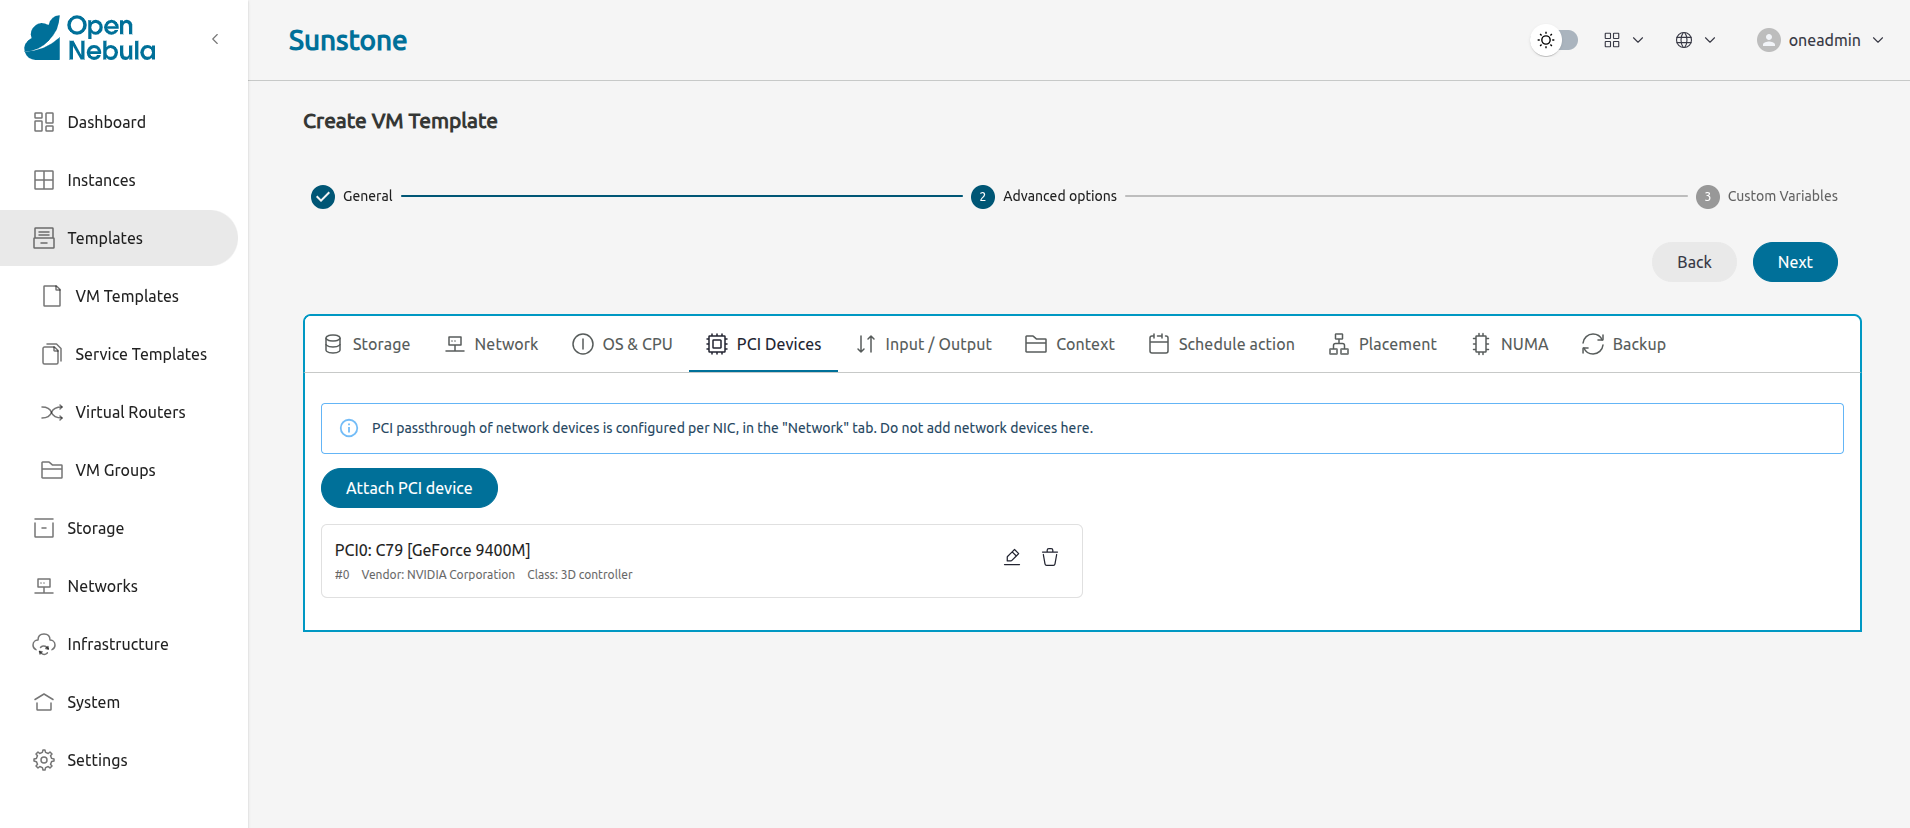 Open
Nebula
Sunstone
oneadmin
Dashboard
Instances
Templates
VM Templates
Service Templates
Virtual Routers
VM Groups
Storage
Networks
Infrastructure
System
Settings
Create VM Template
General
2 Advanced options
3 Custom Variables
Back Next
Storage Network OS & CPU PCI Devices Input / Output Context Schedule action Placement NUMA Backup
PCI passthrough of network devices is configured per NIC, in the "Network" tab. Do not add network devices here.
Attach PCI device
PCI0: C79 [GeForce 9400M]
#0 Vendor: NVIDIA Corporation Class: 3D controller